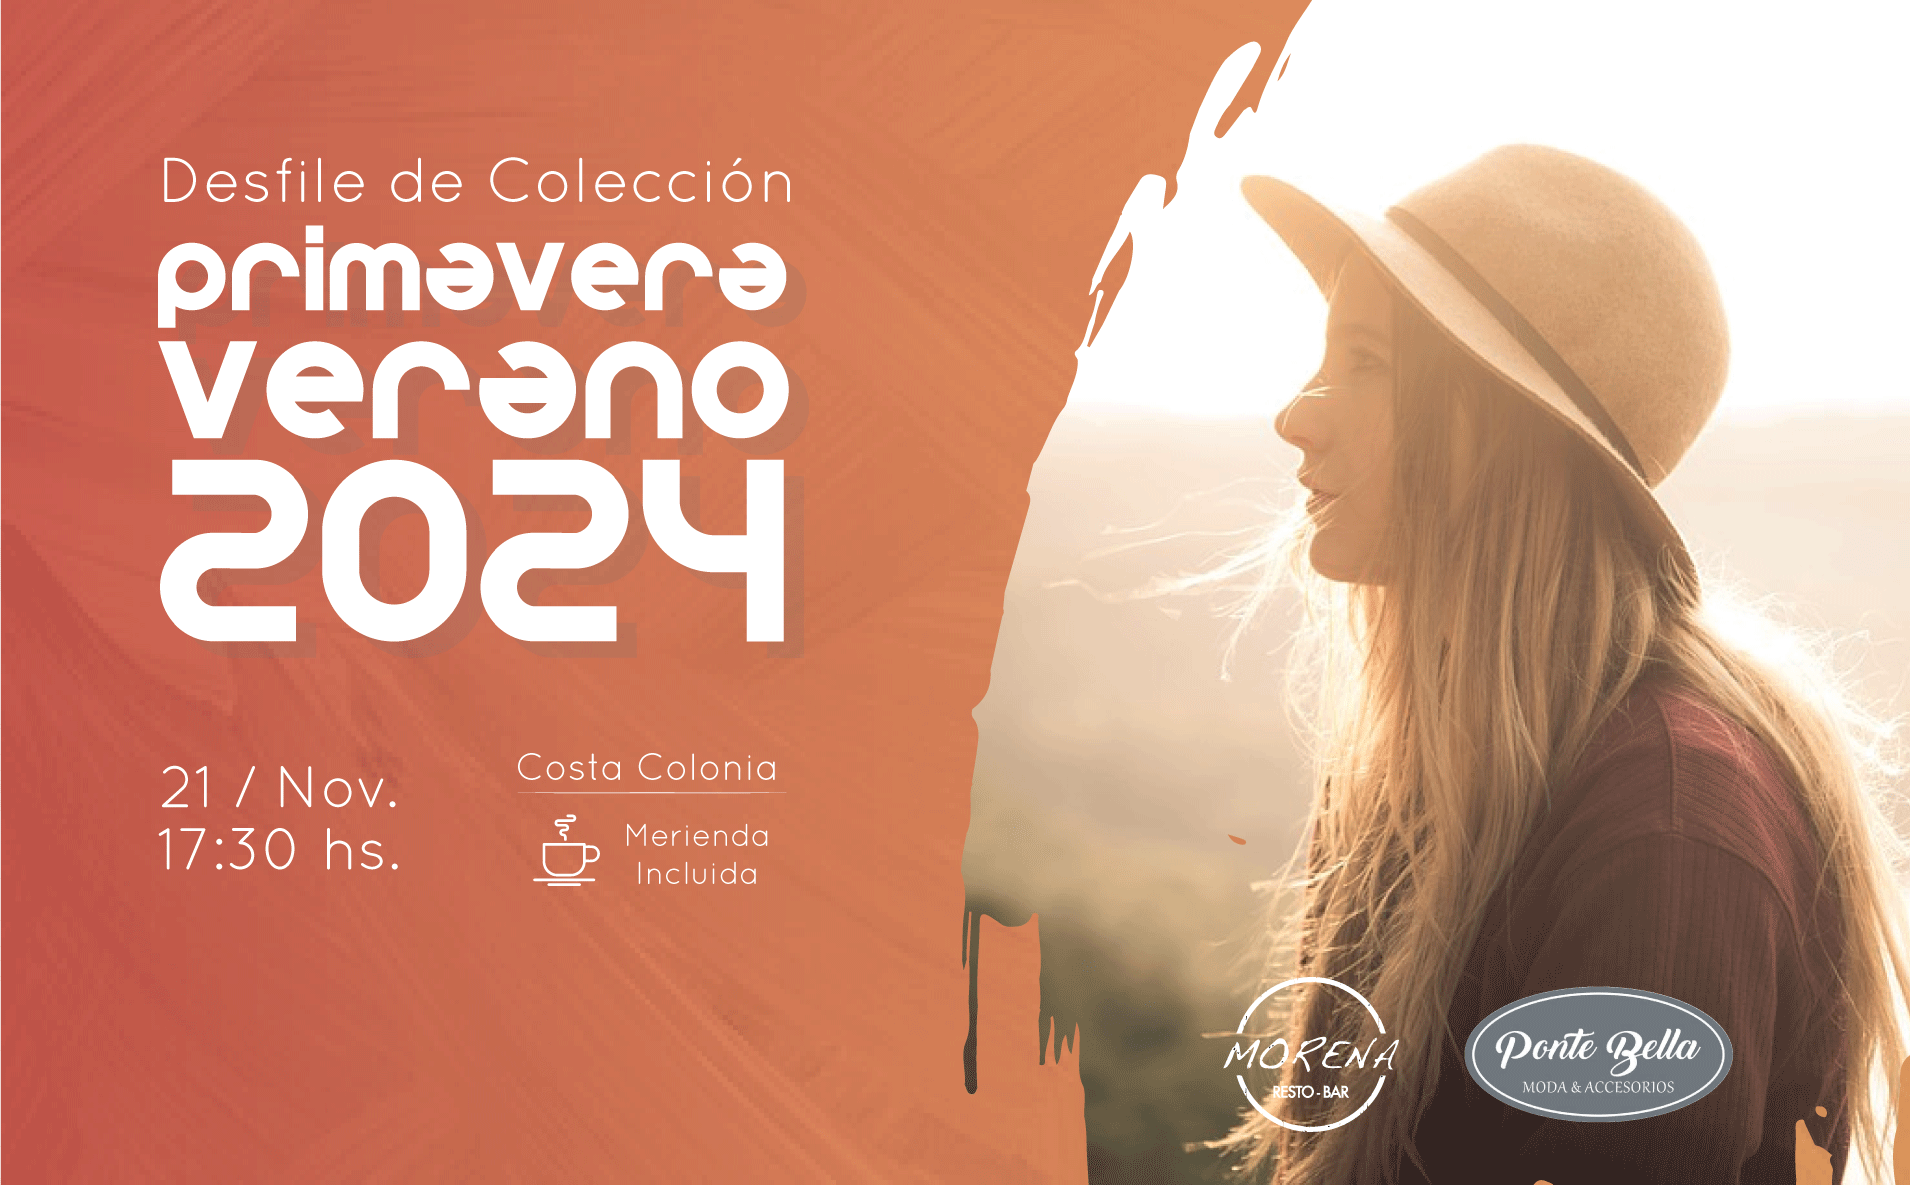 Desfile de Colección
primavera
verano
2024
21 / Nov.
17:30 hs.
Costa Colonia
Merienda
Incluida
MORENA
RESTO - BAR
Ponte Bella
MODA & ACCESORIOS